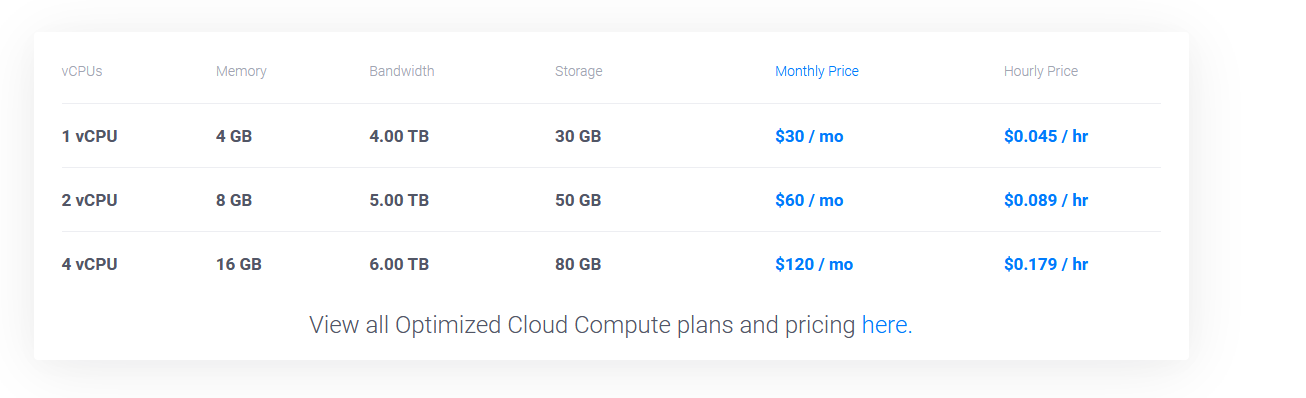 vCPUs Memory Bandwidth Storage Monthly Price Hourly Price
1 vCPU 4 GB 4.00 TB 30 GB $30 / mo $0.045 / hr
2 vCPU 8 GB 5.00 TB 50 GB $60 / mo $0.089 / hr
4 vCPU 16 GB 6.00 TB 80 GB $120 / mo $0.179 / hr
View all Optimized Cloud Compute plans and pricing here.